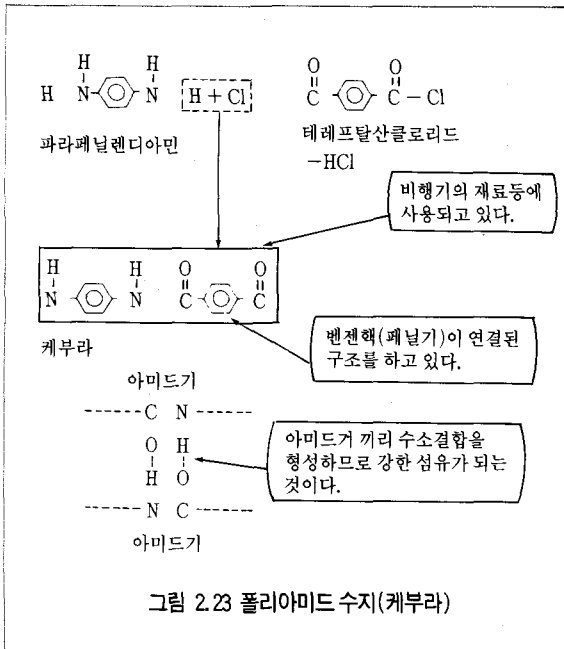 H H O O
H N N H + Cl C C — Cl
파라페닐렌디아민 테레프탈산클로리드
—HCl
비행기의 재료등에
사용되고 있다.
H H O O
N N C C
케부라
벤젠핵(페닐기)이 연결된
구조를 하고 있다.
아미드기
C N
O H
H O
N C
아미드기
아미드거 끼리 수소결합을
형성하므로 강한 섬유가 되는
것이다.
그림 2.23 폴리아미드 수지(케부라)